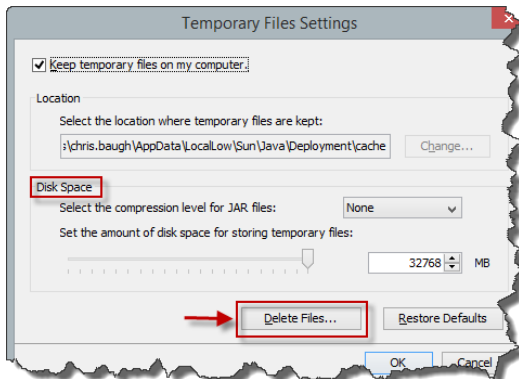 Temporary Files Settings
Keep temporary files on my computer.
Location
Select the location where temporary files are kept:
:\chris.baugh\AppData\LocalLow\Sun\Java\Deployment\cache
Change...
Disk Space
Select the compression level for JAR files:
None
Set the amount of disk space for storing temporary files:
32768
MB
Delete Files...
Restore Defaults
OK
Cancel